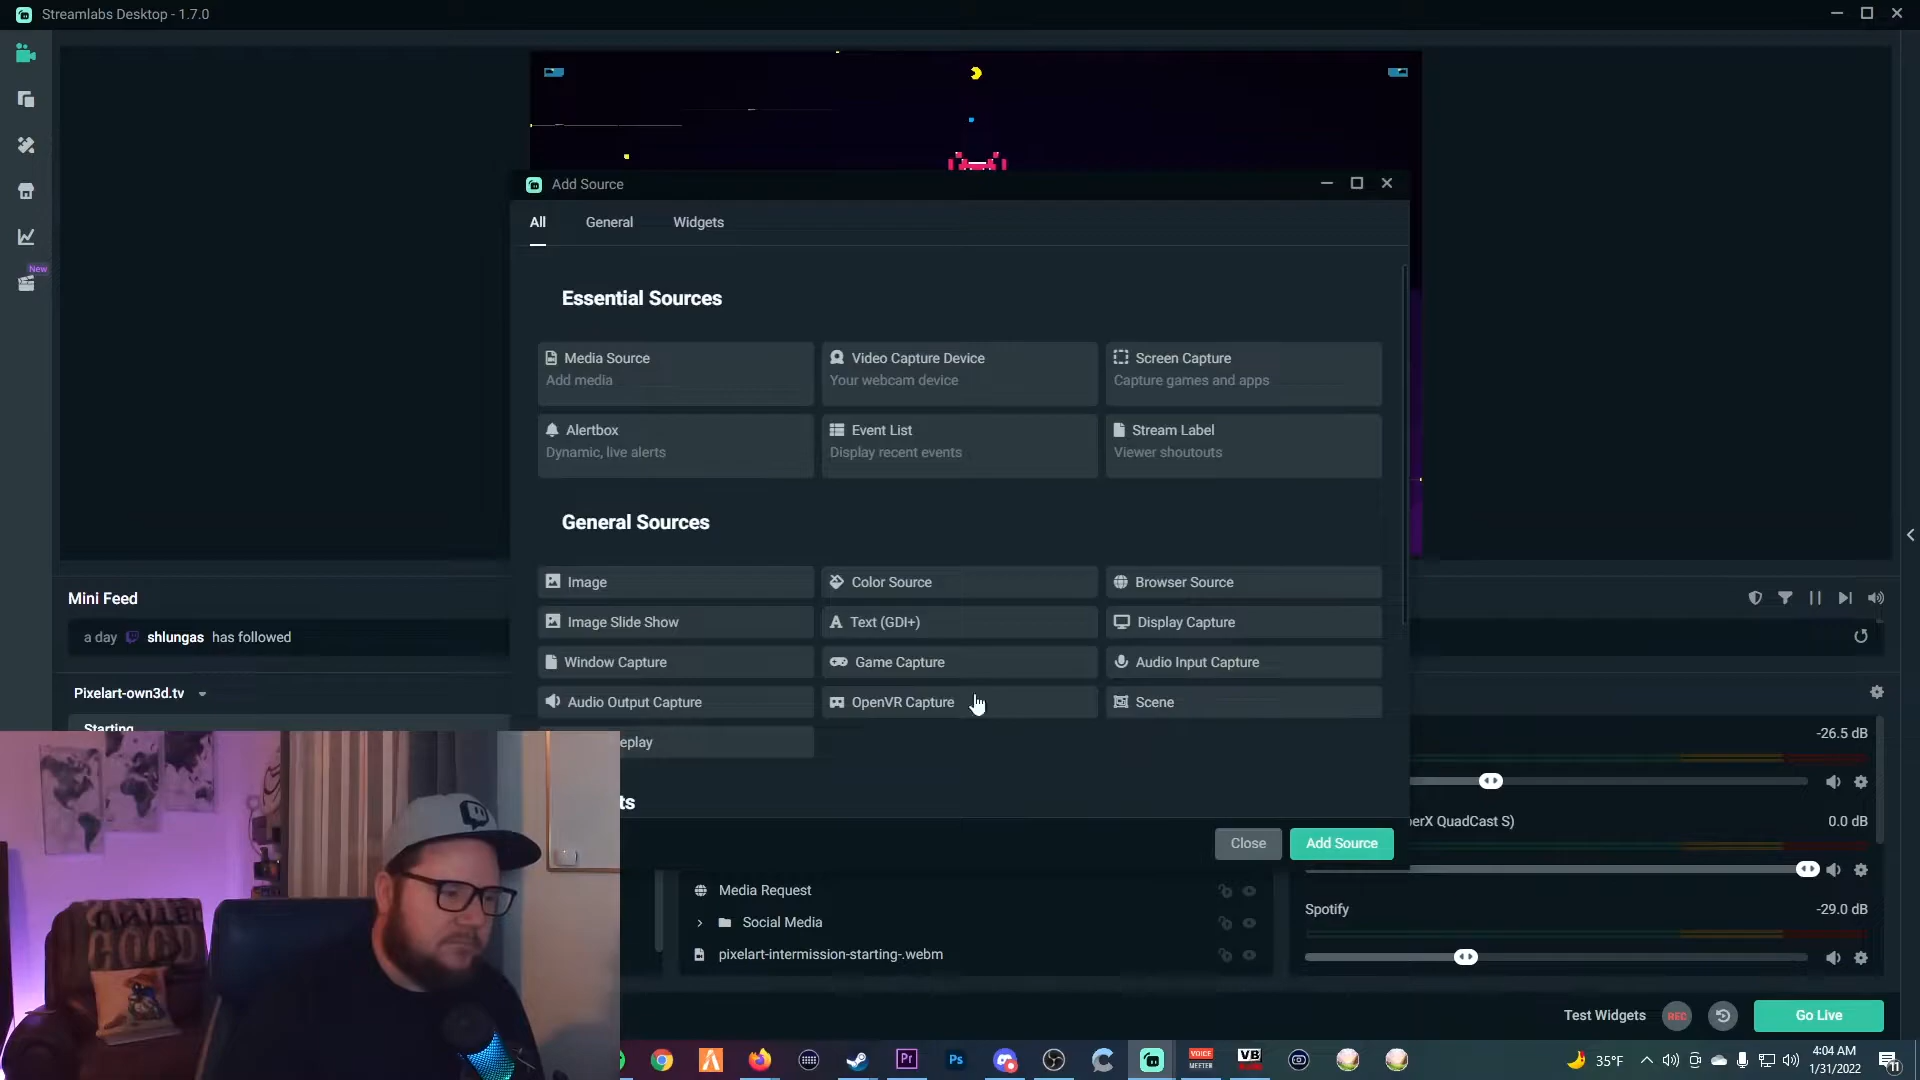 Streamlabs Desktop - 1.7.0
Add Source
All
General
Widgets
Essential Sources
Media Source
Add media
Video Capture Device
Your webcam device
Screen Capture
Capture games and apps
Alertbox
Dynamic, live alerts
Event List
Display recent events
Stream Label
Viewer shoutouts
General Sources
Image
Color Source
Browser Source
Image Slide Show
Text (GDI+)
Display Capture
Window Capture
Game Capture
Audio Input Capture
Audio Output Capture
OpenVR Capture
Scene
eplay
ts
Close
Add Source
New
Mini Feed
a day shlungas has followed
Pixelart-own3d.tv
Starting
Media Request
Social Media
pixelart-intermission-starting-.webm
-26.5 dB
erX QuadCast S)
0.0 dB
Spotify
-29.0 dB
Test Widgets
REC
Go Live
Pr
Ps
VOICE
MEETER
VB
35°F
4:04 AM
1/31/2022
11